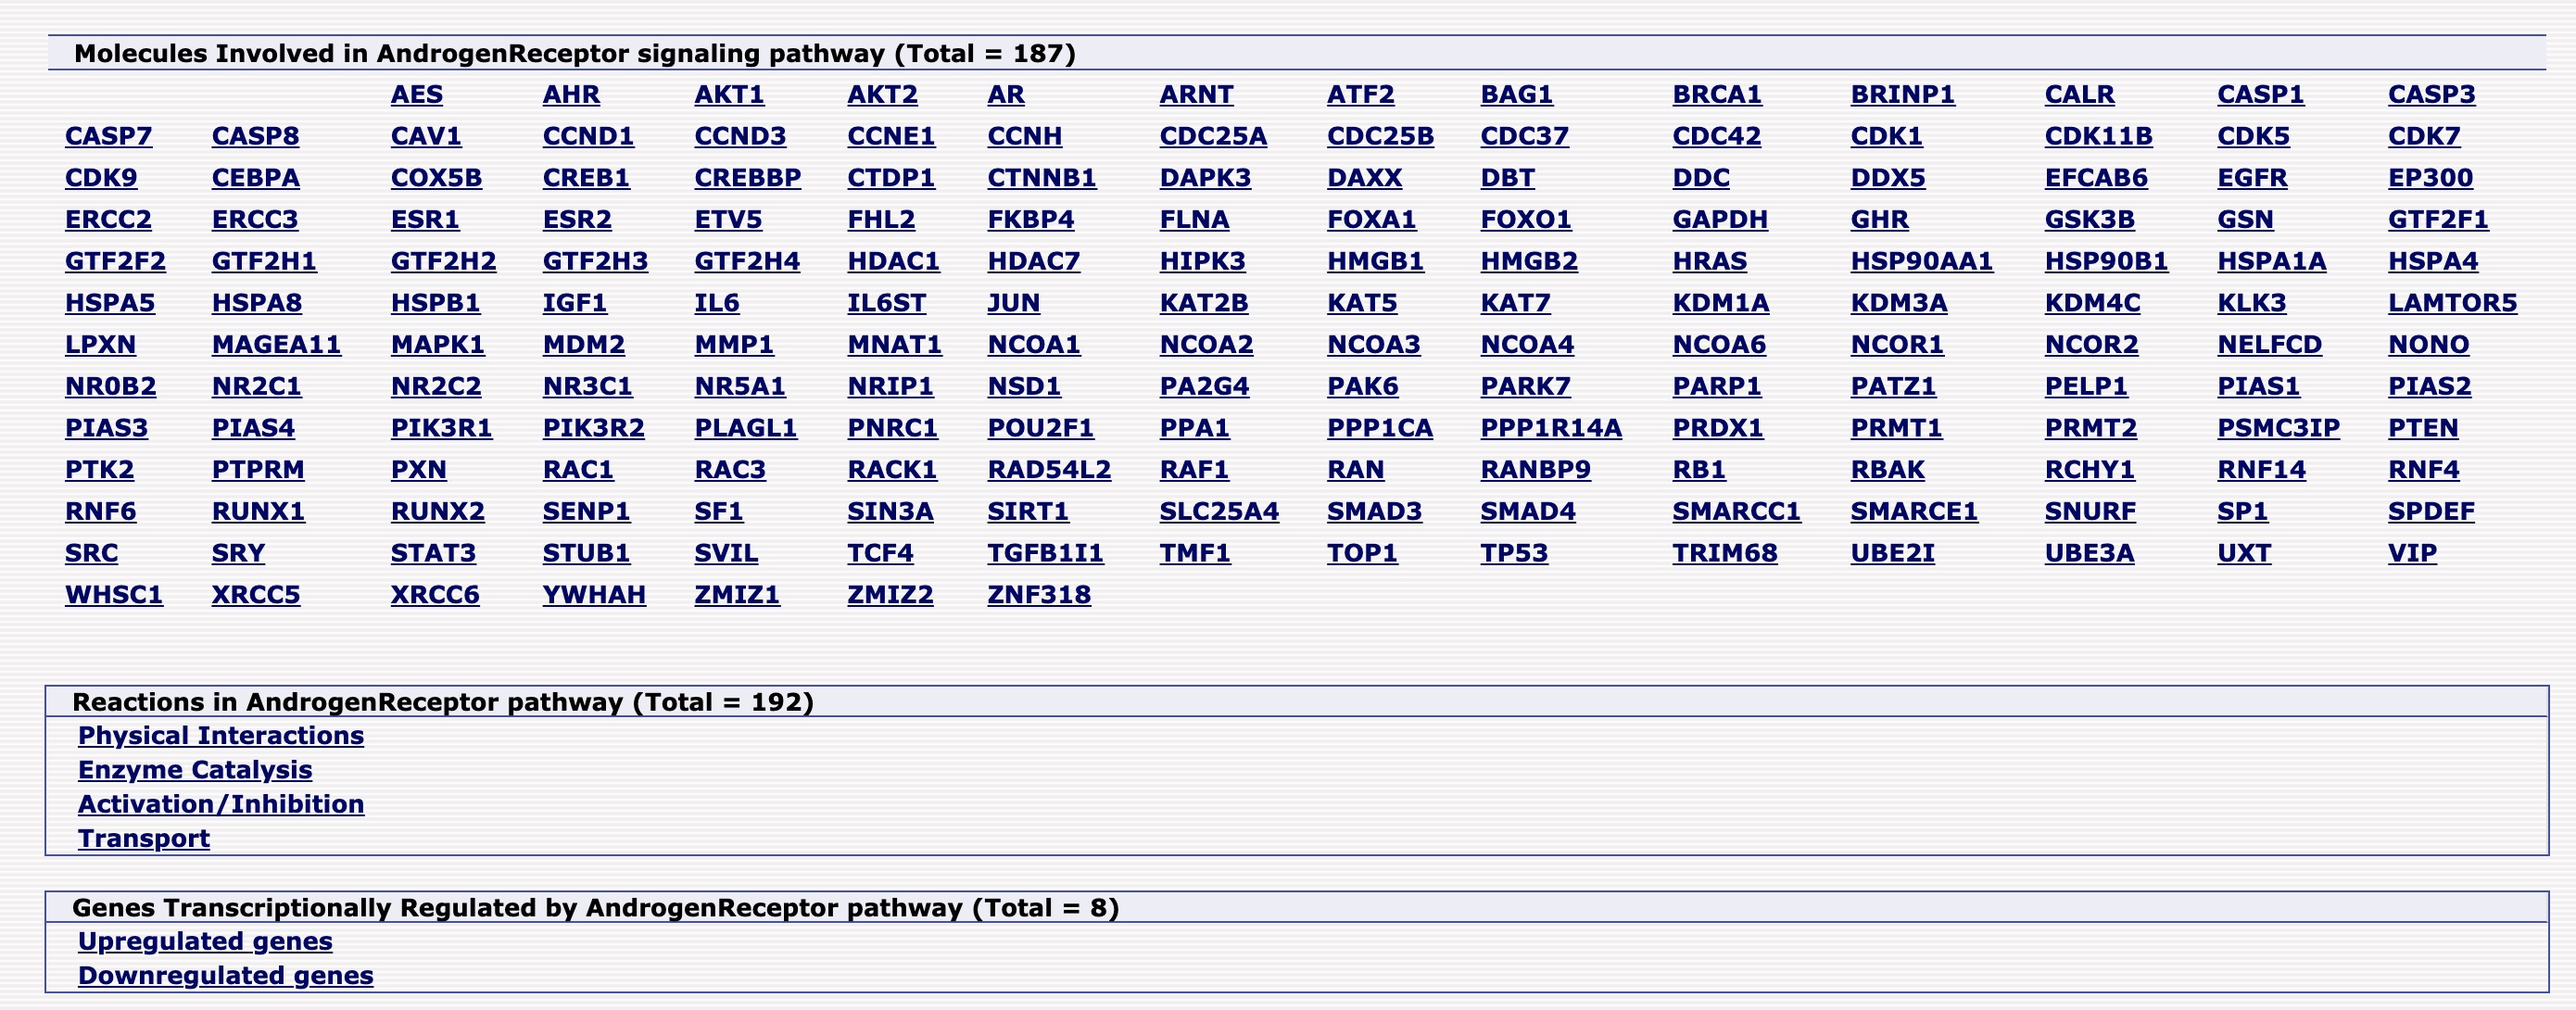 Molecules Involved in AndrogenReceptor signaling pathway (Total = 187)
AES AHR AKT1 AKT2 AR ARNT ATF2 BAG1 BRCA1 BRINP1 CALR CASP1 CASP3
CASP7 CASP8 CAV1 CCND1 CCND3 CCNE1 CCNH CDC25A CDC25B CDC37 CDC42 CDK1 CDK11B CDK5 CDK7
CDK9 CEBPA COX5B CREB1 CREBBP CTDP1 CTNNB1 DAPK3 DAXX DBT DDC DDX5 EFCAB6 EGFR EP300
ERCC2 ERCC3 ESR1 ESR2 ETV5 FHL2 FKBP4 FLNA FOXA1 FOXO1 GAPDH GHR GSK3B GSN GTF2F1
GTF2F2 GTF2H1 GTF2H2 GTF2H3 GTF2H4 HDAC1 HDAC7 HIPK3 HMGB1 HMGB2 HRAS HSP90AA1 HSP90B1 HSPA1A HSPA4
HSPA5 HSPA8 HSPB1 IGF1 IL6 IL6ST JUN KAT2B KAT5 KAT7 KDM1A KDM3A KDM4C KLK3 LAMTOR5
LPXN MAGEA11 MAPK1 MDM2 MMP1 MNAT1 NCOA1 NCOA2 NCOA3 NCOA4 NCOA6 NCOR1 NCOR2 NELFCD NONO
NR0B2 NR2C1 NR2C2 NR3C1 NR5A1 NRIP1 NSD1 PA2G4 PAK6 PARK7 PARP1 PATZ1 PELP1 PIAS1 PIAS2
PIAS3 PIAS4 PIK3R1 PIK3R2 PLAGL1 PNRC1 POU2F1 PPA1 PPP1CA PPP1R14A PRDX1 PRMT1 PRMT2 PSMC3IP PTEN
PTK2 PTPRM PXN RAC1 RAC3 RACK1 RAD54L2 RAF1 RAN RANBP9 RB1 RBAK RCHY1 RNF14 RNF4
RNF6 RUNX1 RUNX2 SENP1 SF1 SIN3A SIRT1 SLC25A4 SMAD3 SMAD4 SMARCC1 SMARCE1 SNURF SP1 SPDEF
SRC SRY STAT3 STUB1 SVIL TCF4 TGFB1I1 TMF1 TOP1 TP53 TRIM68 UBE2I UBE3A UXT VIP
WHSC1 XRCC5 XRCC6 YWHAH ZMIZ1 ZMIZ2 ZNF318
Reactions in AndrogenReceptor pathway (Total = 192)
Physical Interactions
Enzyme Catalysis
Activation/Inhibition
Transport
Genes Transcriptionally Regulated by AndrogenReceptor pathway (Total = 8)
Upregulated genes
Downregulated genes